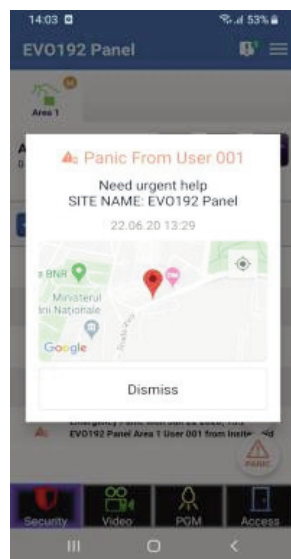 14:03 53%
EVO192 Panel
Area 1
Panic From User 001
Need urgent help
SITE NAME: EVO192 Panel
22.06.20 13:29
BNR
Ministerul
Naționale
Google
Dismiss
EVO192 Panel Area 1 User 001 from
PANIC
Security Video PGM Access